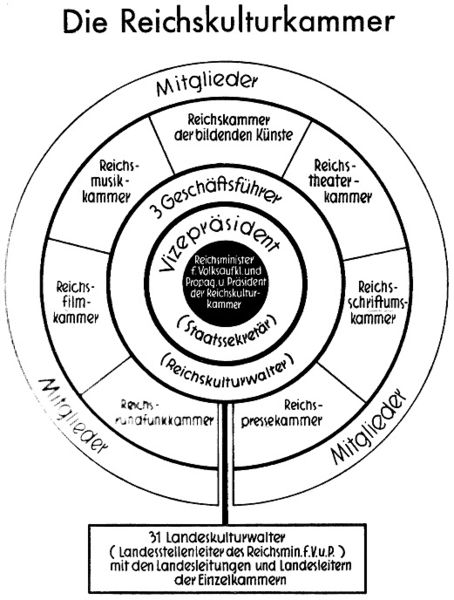 Die Reichskulturkammer
Mitglieder
Reichskammer
der bildenden Künste
Reichs-
musik-
kammer
Reichs-
theater-
kammer
3 Geschäftsführer
Vizepräsident
Reichsminister
f. Volksaufkl. und
Propag. u. Präsident
der Reichskultur-
kammer
Reichs-
film-
kammer
Reichs-
schrifttums-
kammer
(Staatssekretär)
(Reichskulturwalter)
Reichs-
rundfunkkammer
Reichs-
pressekammer
Mitglieder
Mitglieder
31 Landeskulturwalter
( Landesstellenleiter des Reichsmin. f. V. u. P. )
mit den Landesleitungen und Landesleitern
der Einzelkammern